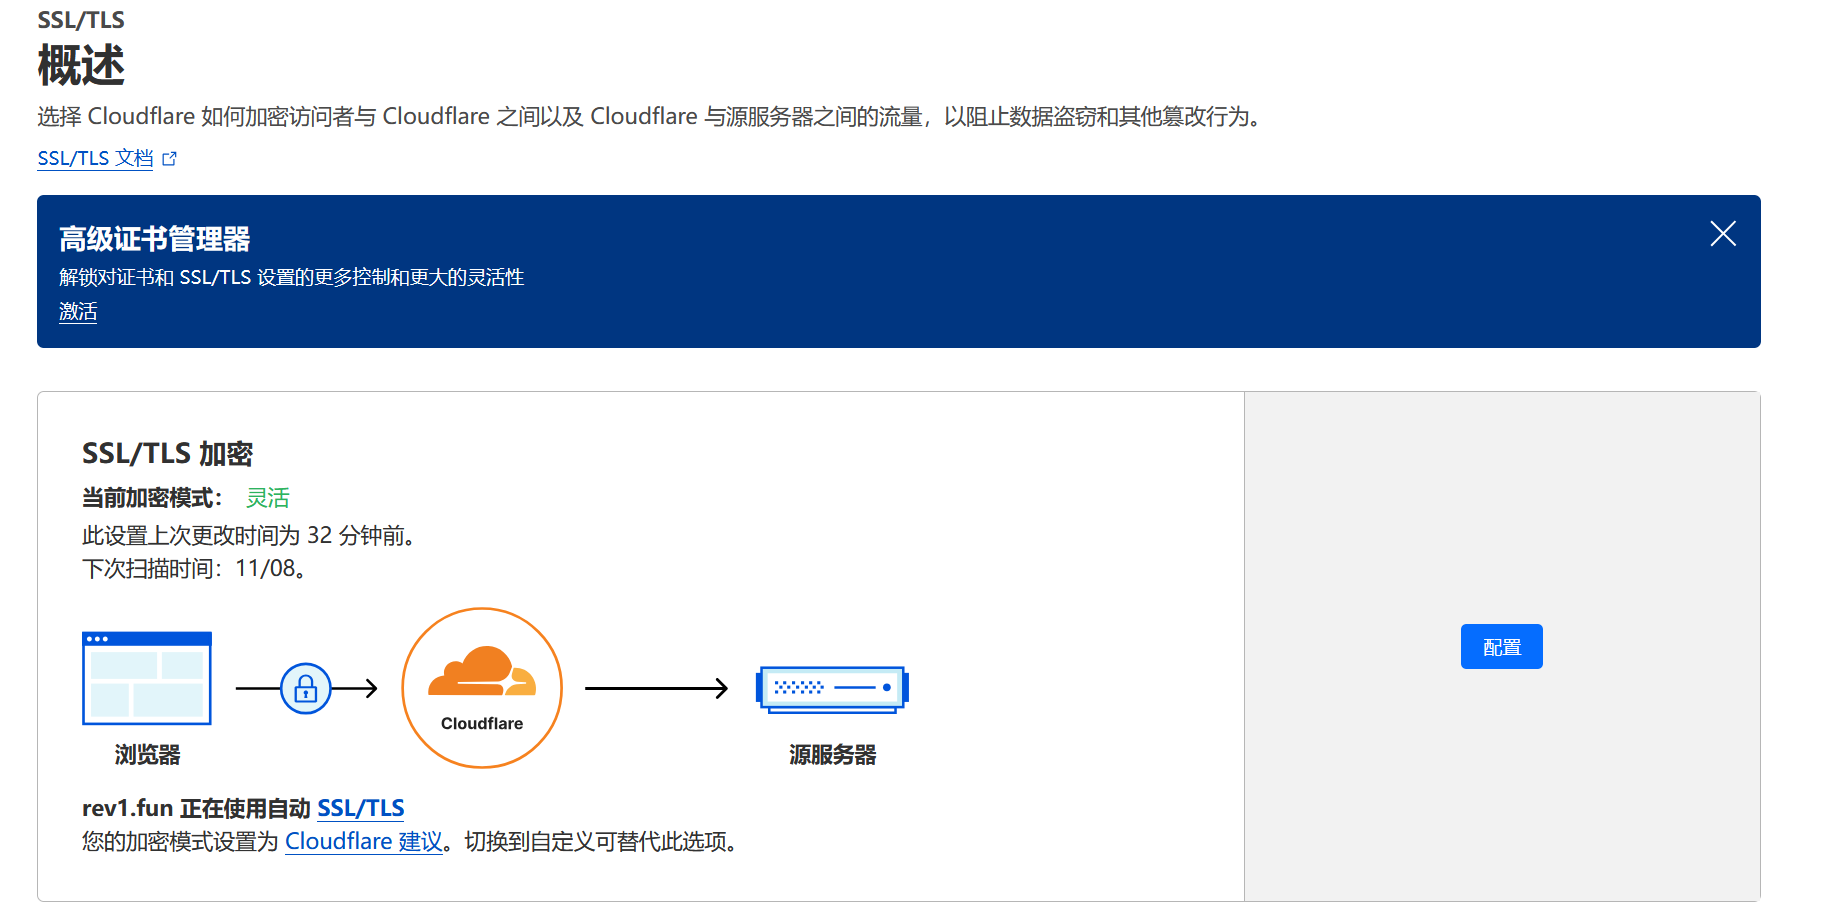 SSL/TLS
概述
选择 Cloudflare 如何加密访问者与 Cloudflare 之间以及 Cloudflare 与源服务器之间的流量，以阻止数据盗窃和其他篡改行为。
SSL/TLS 文档
高级证书管理器
解锁对证书和 SSL/TLS 设置的更多控制和更大的灵活性
激活
SSL/TLS 加密
当前加密模式： 灵活
此设置上次更改时间为 32 分钟前。
下次扫描时间：11/08。
Cloudflare
浏览器
源服务器
rev1.fun 正在使用自动 SSL/TLS
您的加密模式设置为 Cloudflare 建议。切换到自定义可替代此选项。
配置